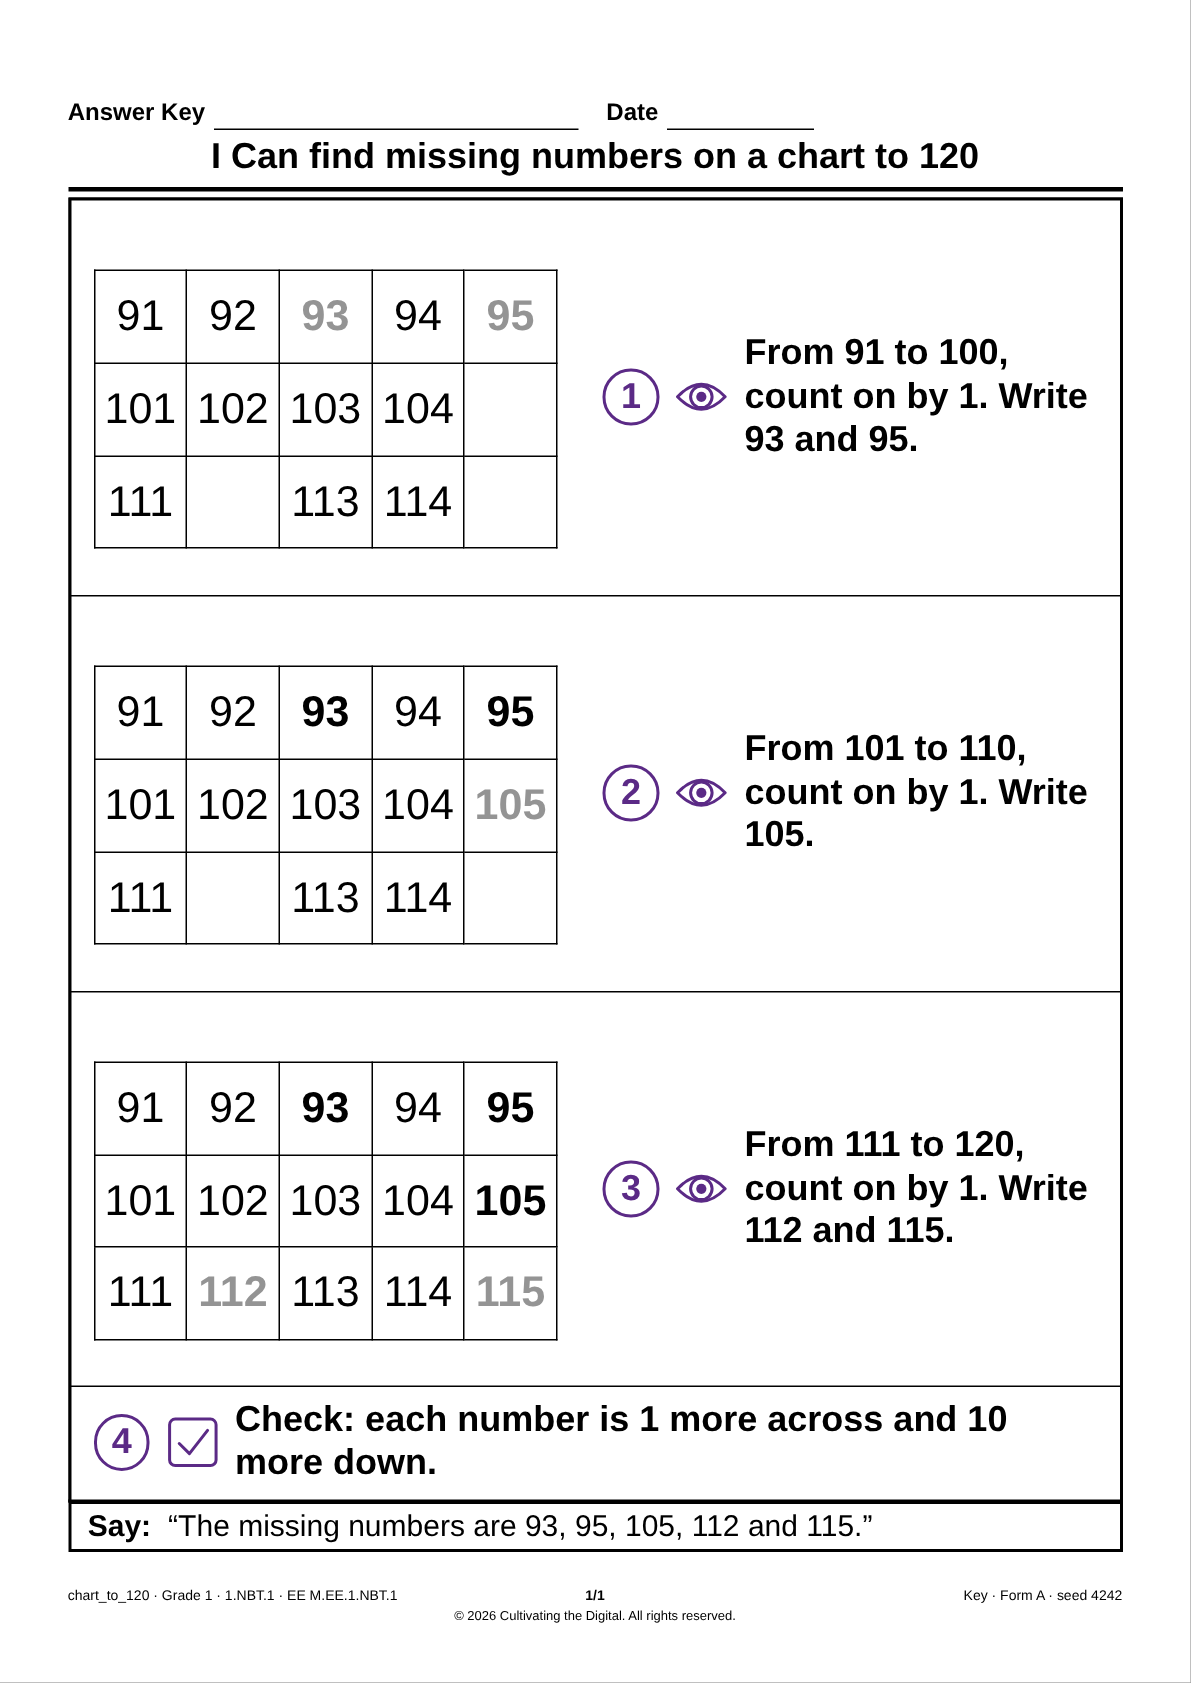 Answer Key Date
I Can find missing numbers on a chart to 120
91 92 93 94 95
101 102 103 104
111 113 114
1 From 91 to 100,
count on by 1. Write
93 and 95.
91 92 93 94 95
101 102 103 104 105
111 113 114
2 From 101 to 110,
count on by 1. Write
105.
91 92 93 94 95
101 102 103 104 105
111 112 113 114 115
3 From 111 to 120,
count on by 1. Write
112 and 115.
4 Check: each number is 1 more across and 10
more down.
Say: “The missing numbers are 93, 95, 105, 112 and 115.”
chart_to_120 · Grade 1 · 1.NBT.1 · EE M.EE.1.NBT.1 1/1 Key · Form A · seed 4242
© 2026 Cultivating the Digital. All rights reserved.